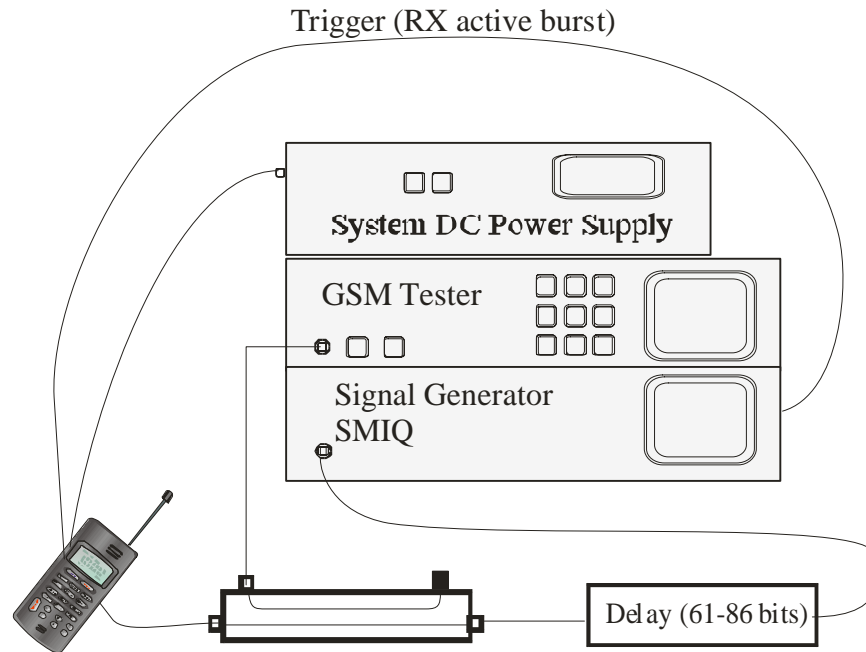 Trigger (RX active burst)
System DC Power Supply
GSM Tester
Signal Generator
SMIQ
Delay (61-86 bits)